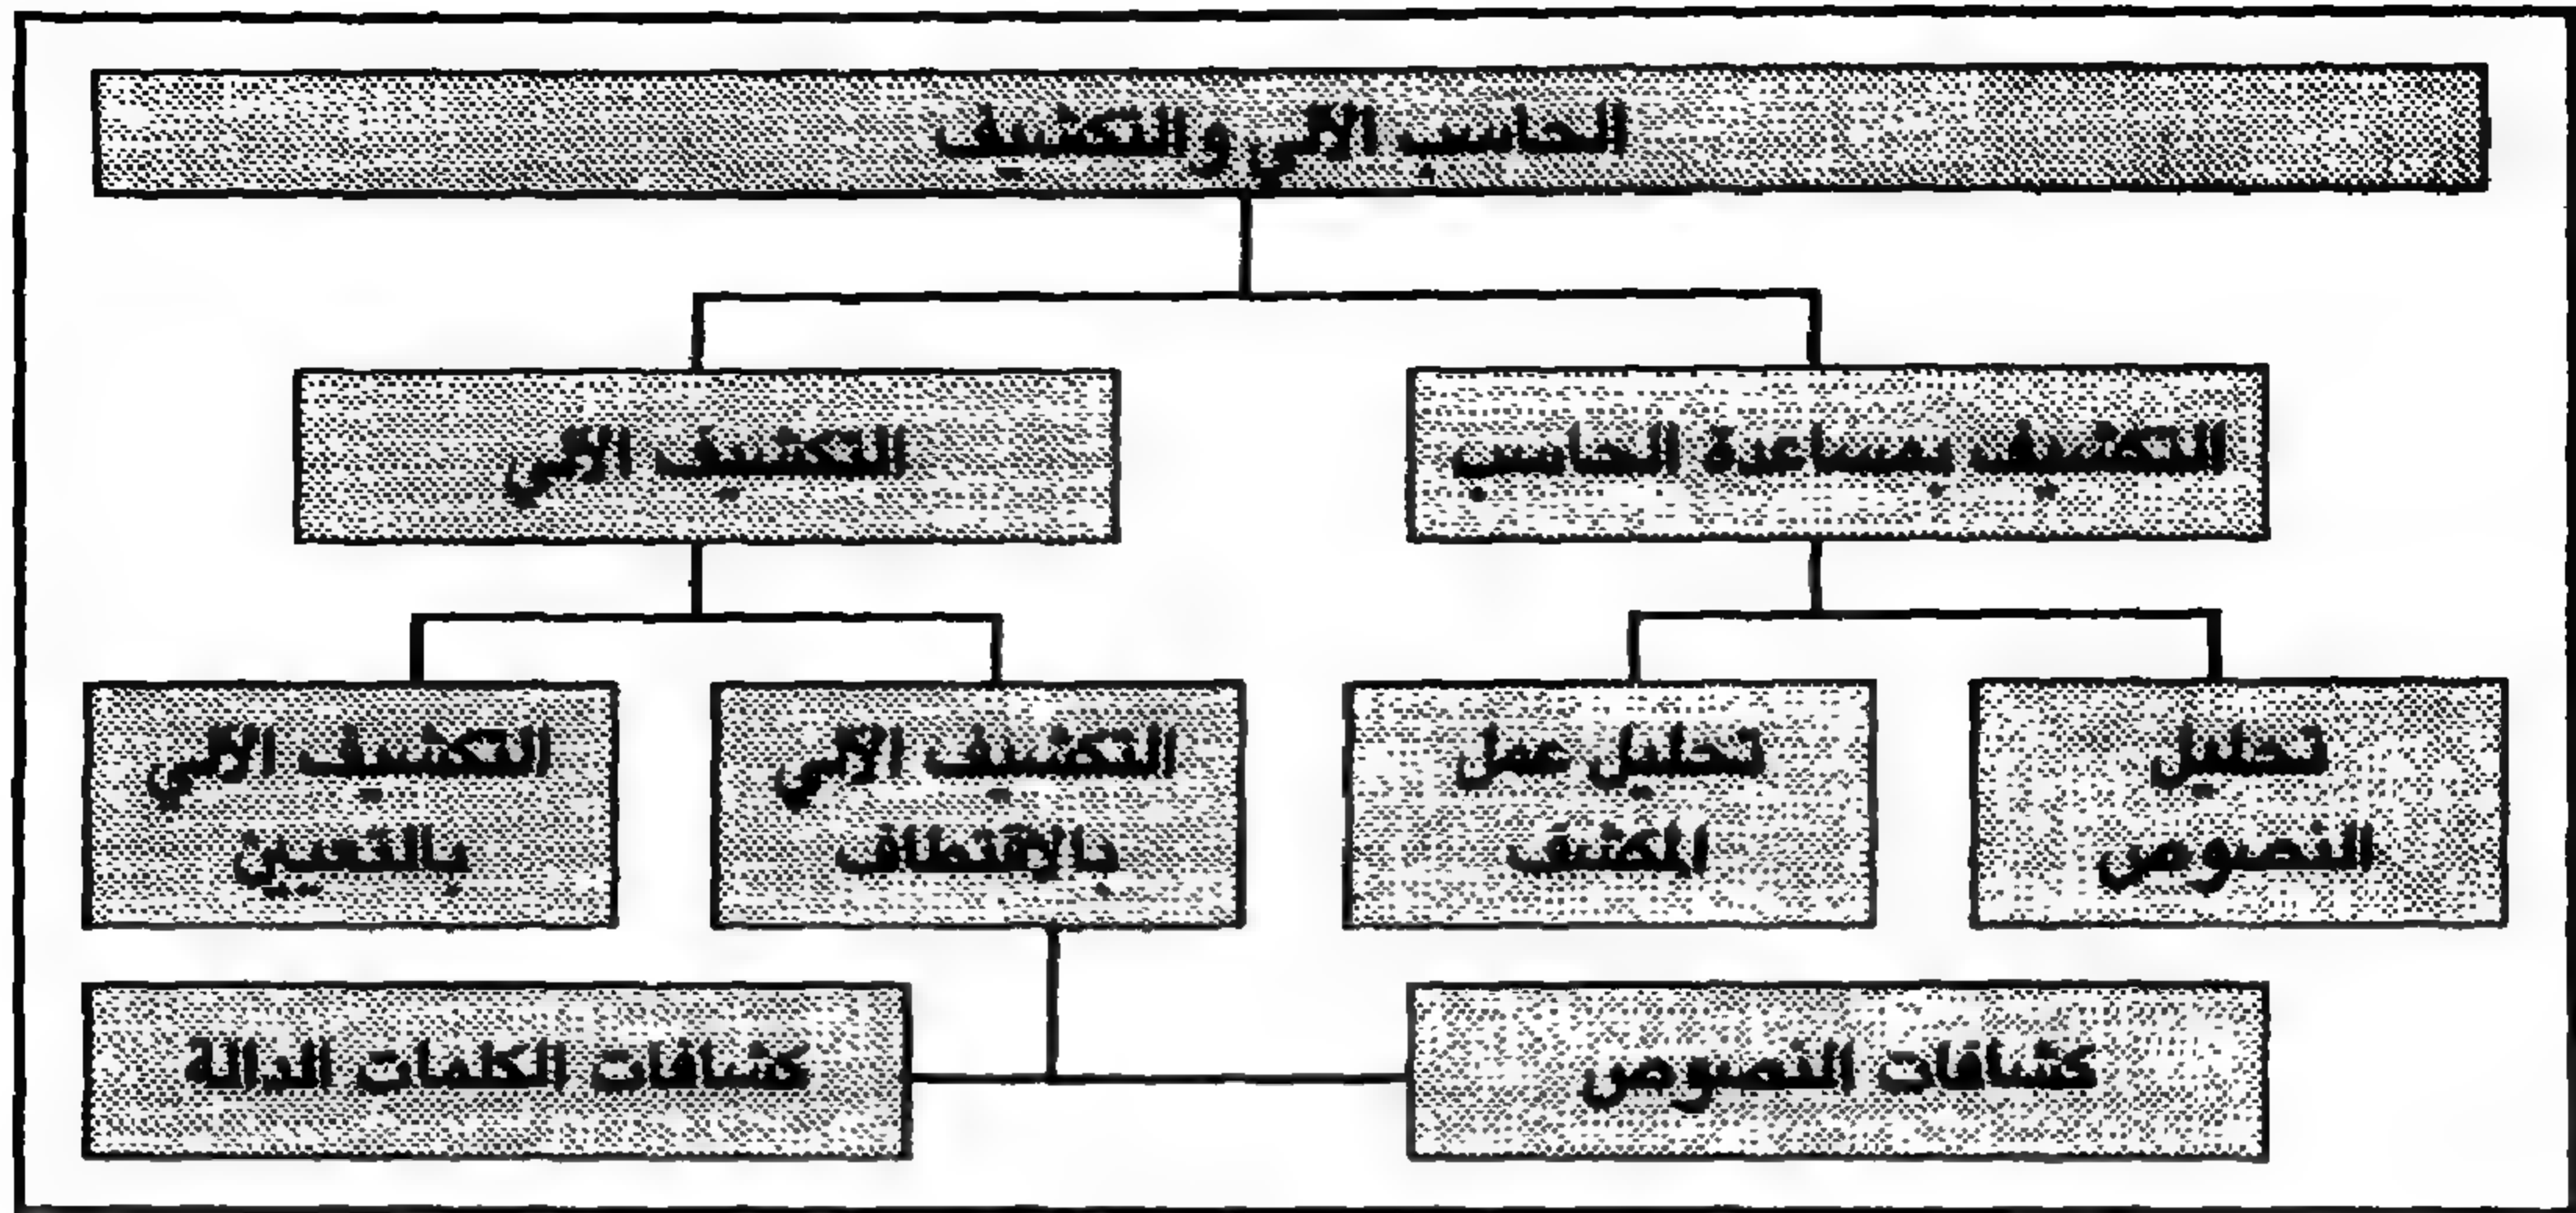 الحاسب الآلي والتكشيف
التكشيف بمساعدة الحاسب
التكشيف الآلي
تحليل
النصوص
تحليل عمل
المكشف
التكشيف الآلي
بالاقتطاف
التكشيف الآلي
بالتعيين
كشافات النصوص
كشافات الكلمات الدالة